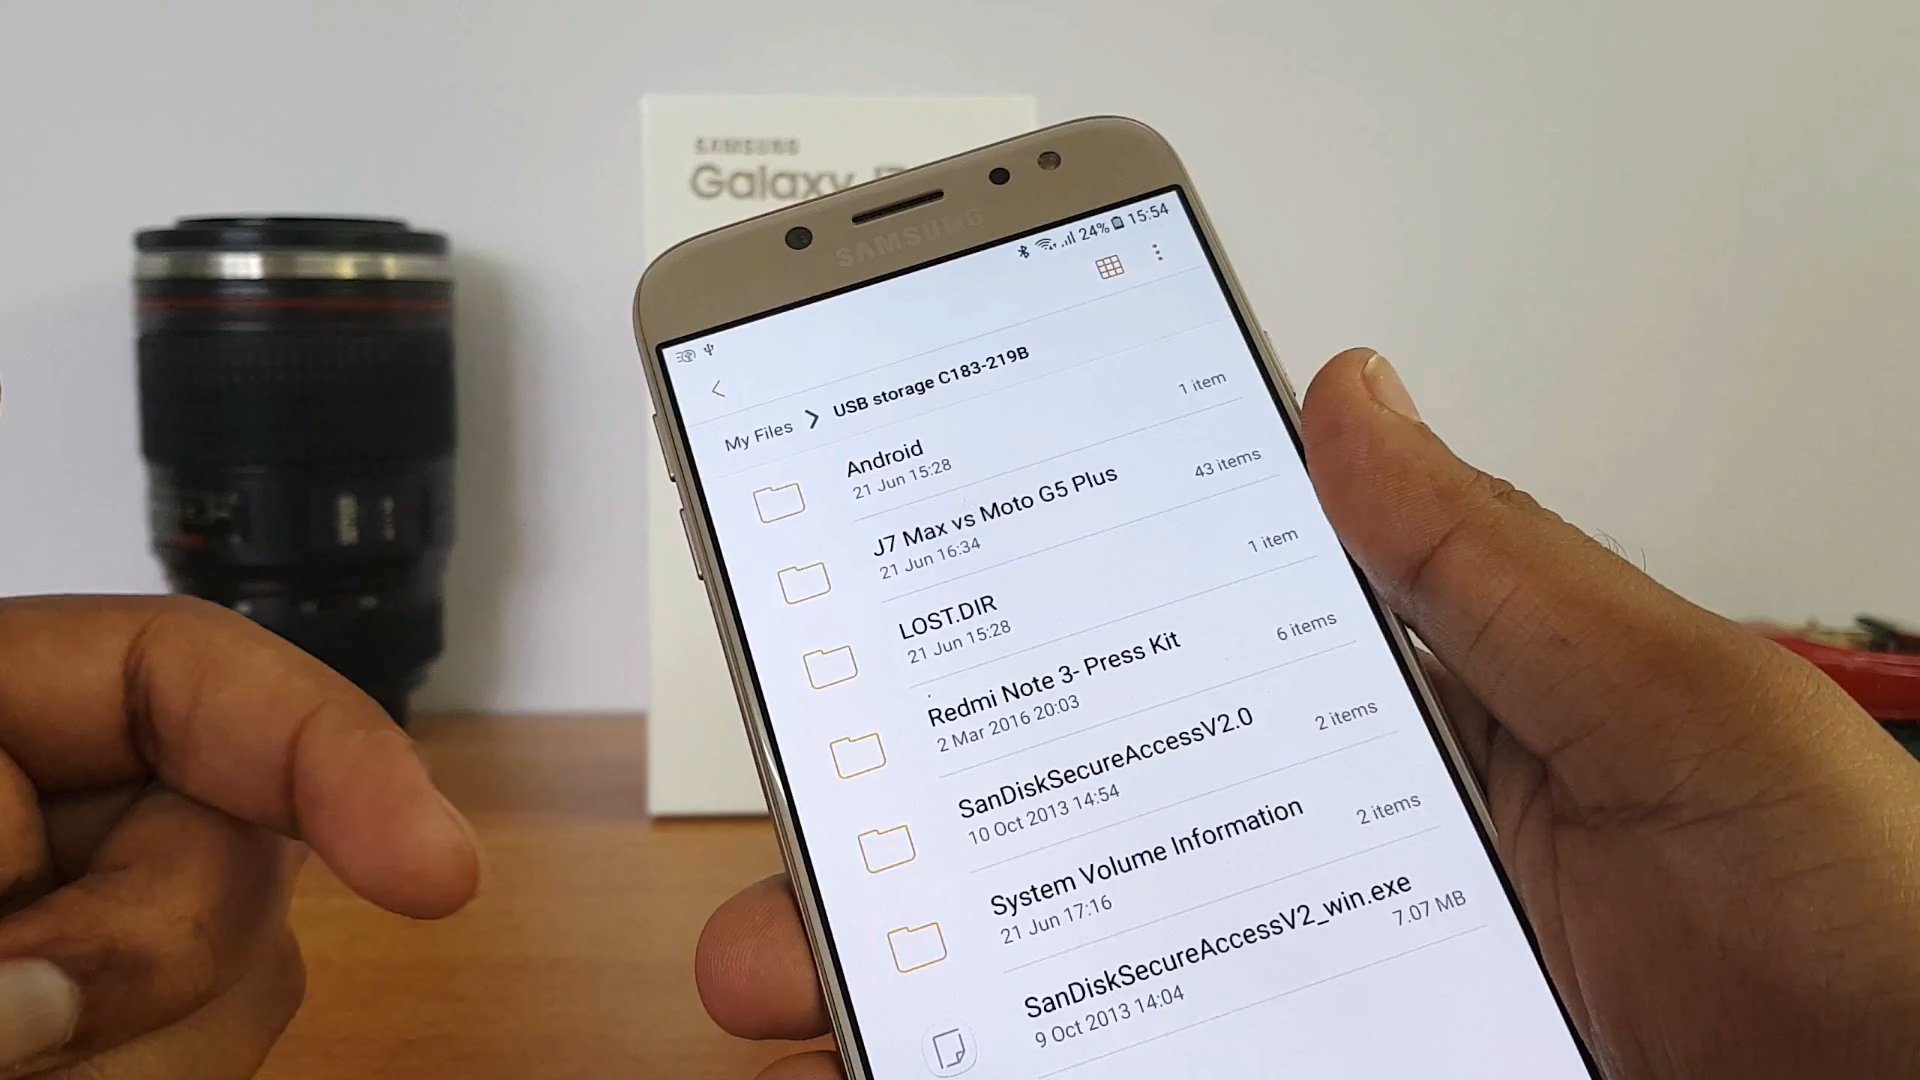 SAMSUNG
Galaxy J7
SAMSUNG
24% 15:54
My Files > USB storage C183-219B
Android
21 Jun 15:28
1 item
J7 Max vs Moto G5 Plus
21 Jun 16:34
43 items
LOST.DIR
21 Jun 15:28
1 item
Redmi Note 3- Press Kit
2 Mar 2016 20:03
6 items
SanDiskSecureAccessV2.0
10 Oct 2013 14:54
2 items
System Volume Information
21 Jun 17:16
2 items
SanDiskSecureAccessV2_win.exe
9 Oct 2013 14:04
7.07 MB